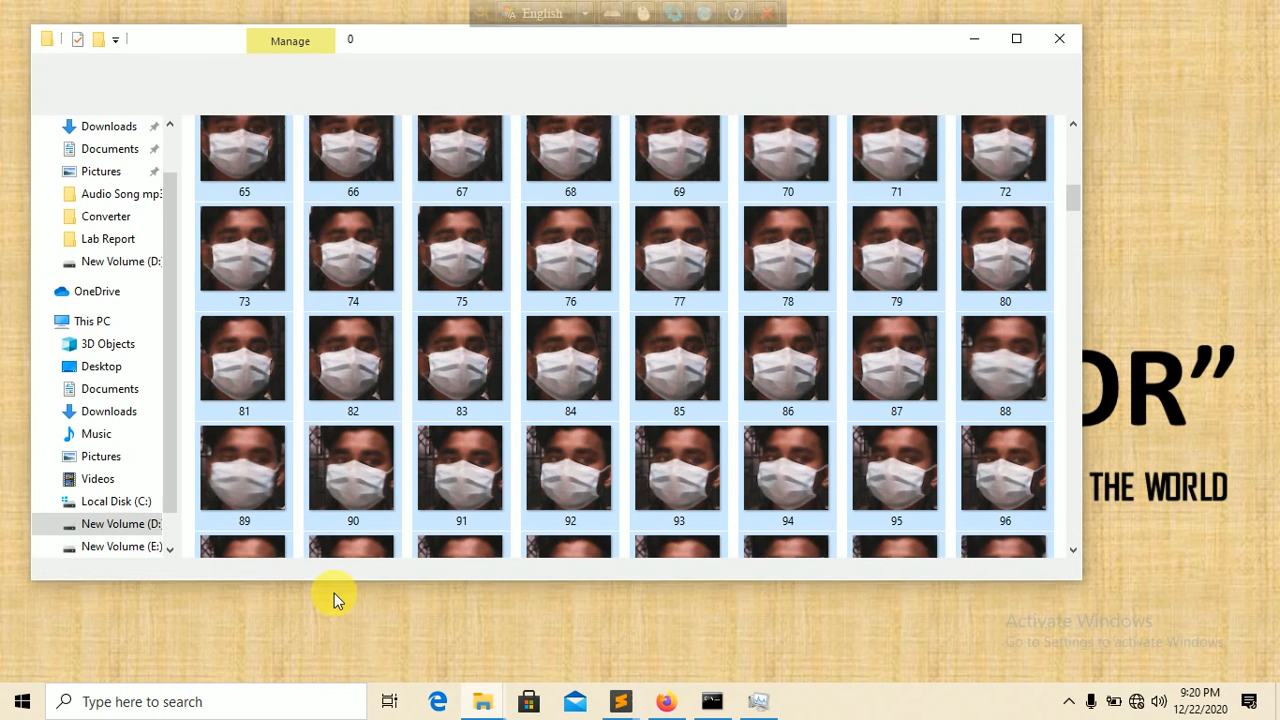 English
Manage
0
Downloads
Documents
Pictures
Audio Song mp3
Converter
Lab Report
New Volume (D:
OneDrive
This PC
3D Objects
Desktop
Documents
Downloads
Music
Pictures
Videos
Local Disk (C:)
New Volume (D:
New Volume (E:)
65 66 67 68 69 70 71 72
73 74 75 76 77 78 79 80
81 82 83 84 85 86 87 88
89 90 91 92 93 94 95 96
OR”
THE WORLD
Activate Windows
Go to Settings to activate Windows.
Type here to search
9:20 PM
12/22/2020